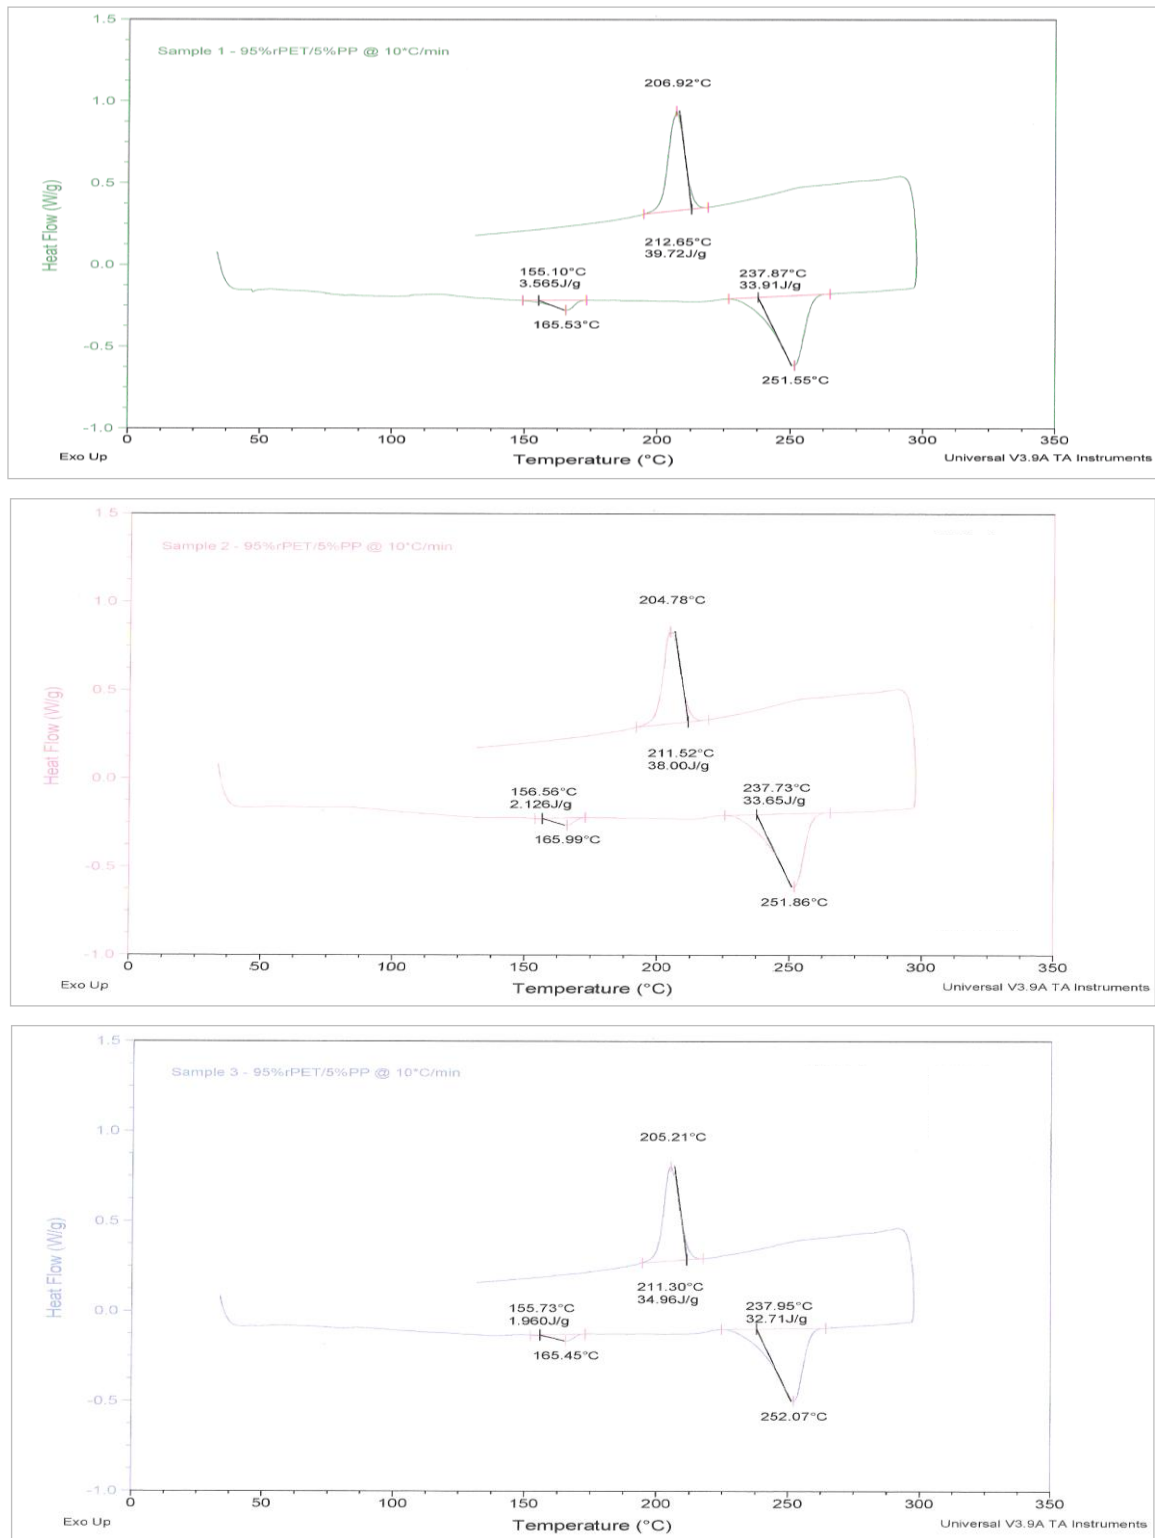 1.5
Sample 1 - 95%rPET/5%PP @ 10°C/min
206.92°C
1.0
Heat Flow (W/g)
0.5
212.65°C
39.72J/g
0.0
155.10°C
3.565J/g
237.87°C
33.91J/g
165.53°C
-0.5
251.55°C
-1.0
0 50 100 150 200 250 300 350
Exo Up
Temperature (°C)
Universal V3.9A TA Instruments
1.5
Sample 2 - 95%rPET/5%PP @ 10°C/min
204.78°C
1.0
Heat Flow (W/g)
0.5
211.52°C
38.00J/g
0.0
156.56°C
2.126J/g
237.73°C
33.65J/g
165.99°C
-0.5
251.86°C
-1.0
0 50 100 150 200 250 300 350
Exo Up
Temperature (°C)
Universal V3.9A TA Instruments
1.5
Sample 3 - 95%rPET/5%PP @ 10°C/min
205.21°C
1.0
Heat Flow (W/g)
0.5
211.30°C
34.96J/g
0.0
155.73°C
1.960J/g
237.95°C
32.71J/g
165.45°C
-0.5
252.07°C
-1.0
0 50 100 150 200 250 300 350
Exo Up
Temperature (°C)
Universal V3.9A TA Instruments